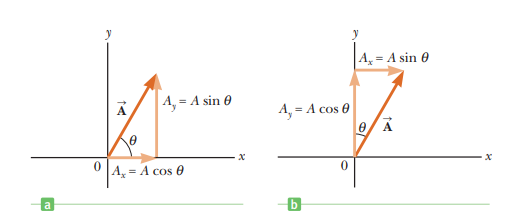 y
A⃗
A_y = A sin θ
θ
x
0
A_x = A cos θ
a
y
A_x = A sin θ
A_y = A cos θ
θ
A⃗
x
0
b